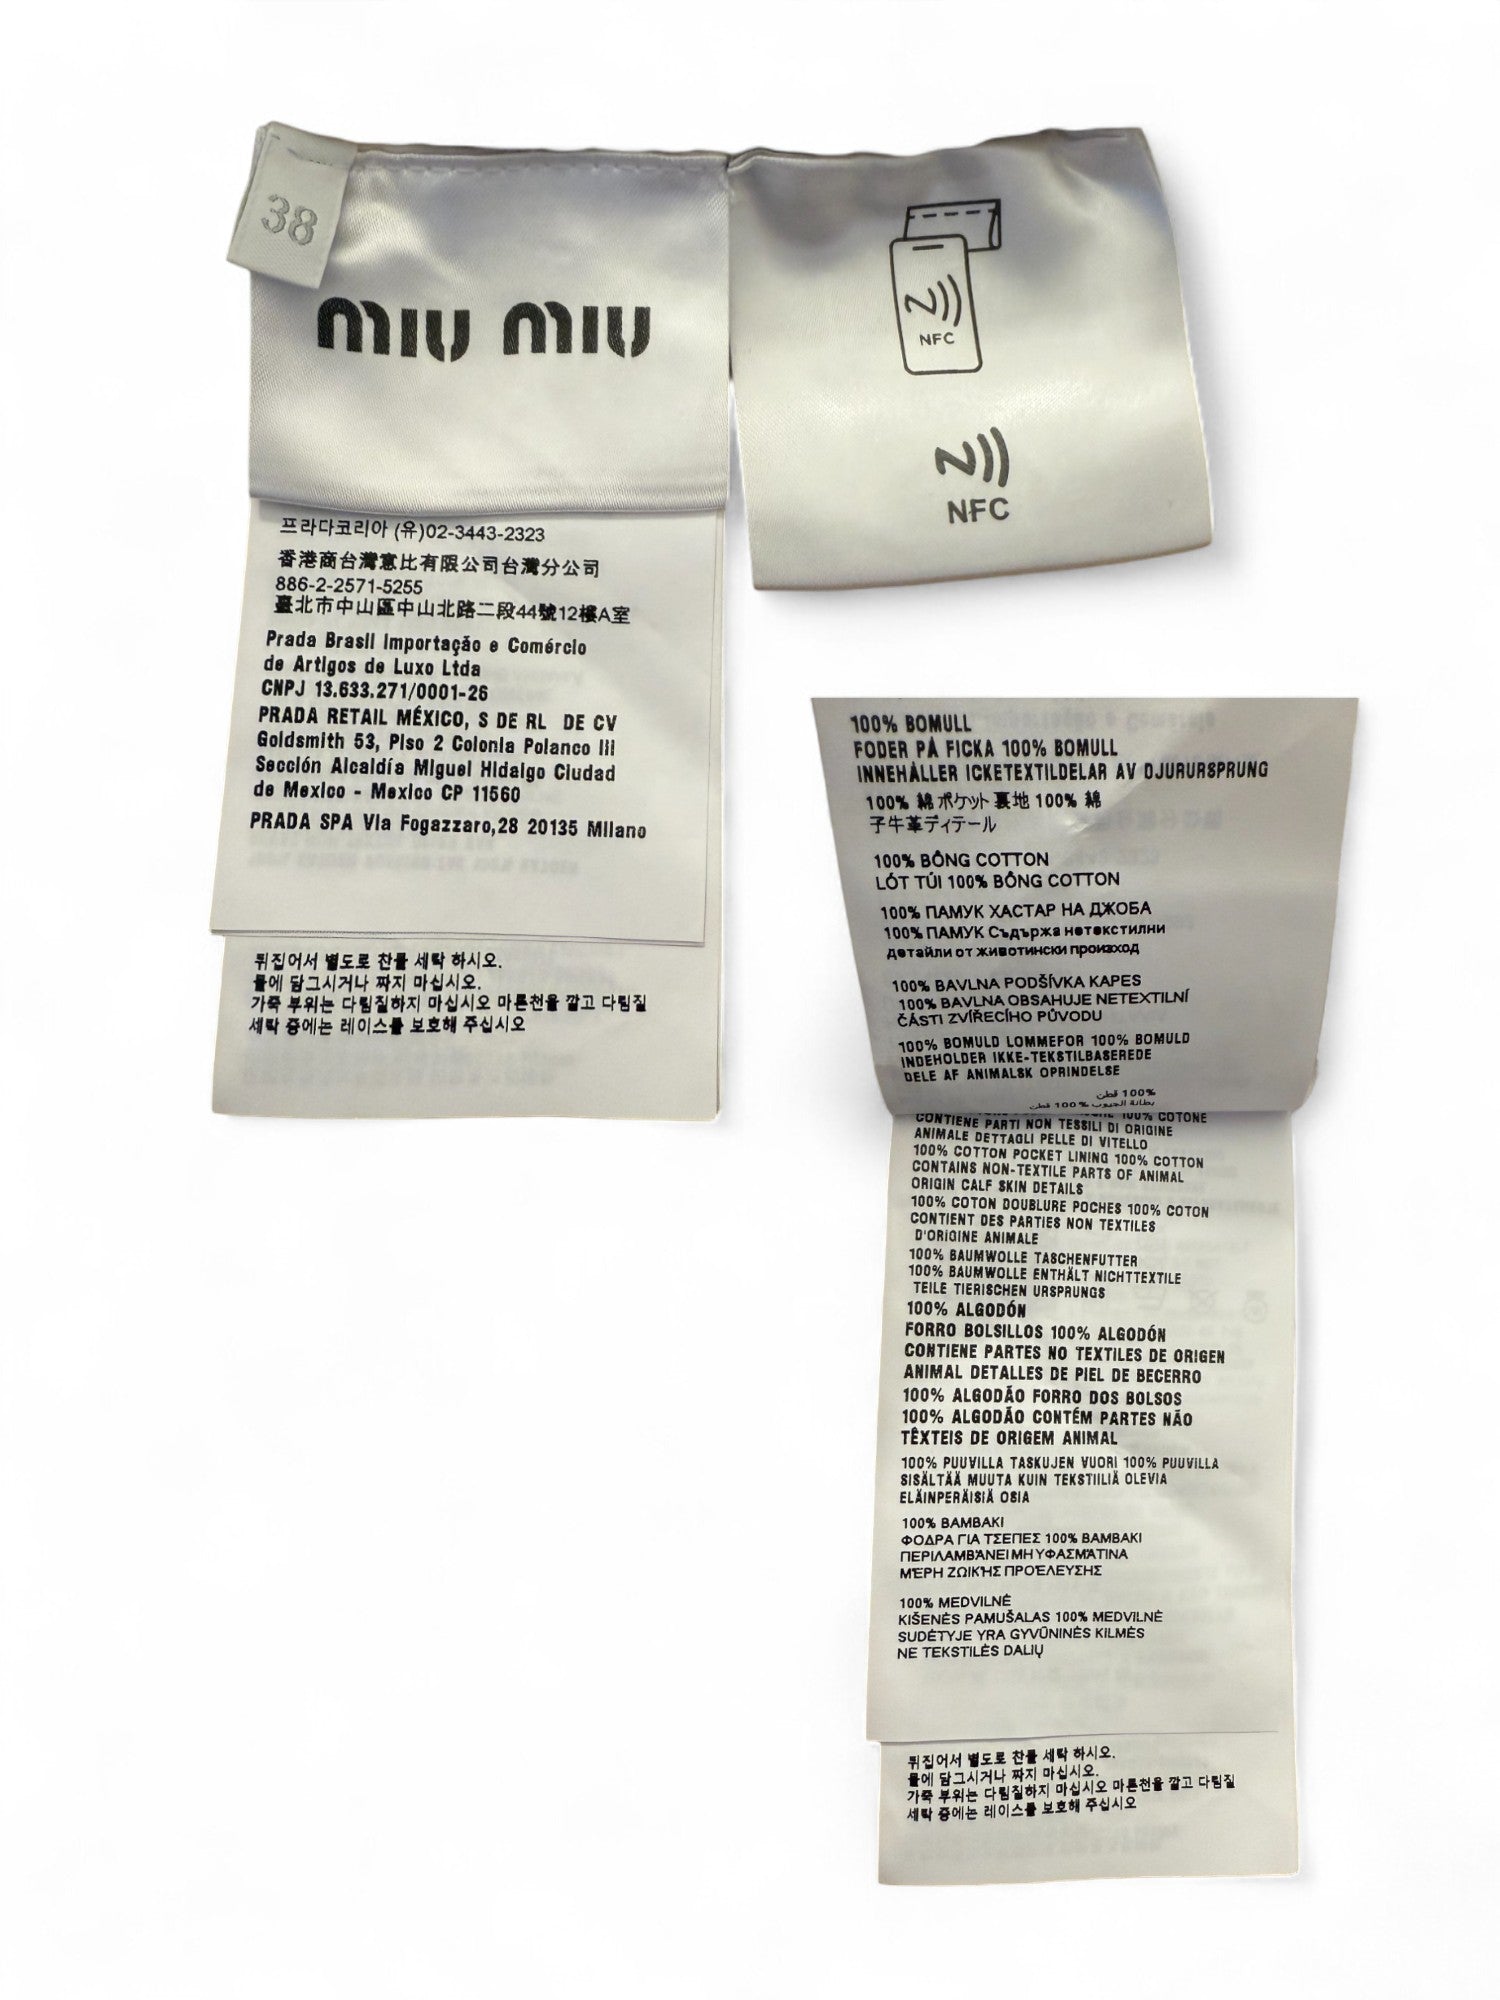 38
miu miu
프라다코리아 (유)02-3443-2323
香港商台灣意比有限公司台灣分公司
886-2-2571-5255
臺北市中山區中山北路二段44號12樓A室
Prada Brasil Importação e Comércio
de Artigos de Luxo Ltda
CNPJ 13.633.271/0001-26
PRADA RETAIL MÉXICO, S DE RL DE CV
Goldsmith 53, Piso 2 Colonia Polanco III
Sección Alcaldía Miguel Hidalgo Ciudad
de Mexico - Mexico CP 11560
PRADA SPA Via Fogazzaro,28 20135 Milano
뒤집어서 별도로 찬물 세탁 하시오.
물에 담그시거나 짜지 마십시오.
가죽 부위는 다림질하지 마십시오 마른천을 깔고 다림질
세탁 중에는 레이스를 보호해 주십시오
NFC
NFC
100% BOMULL
FODER PÅ FICKA 100% BOMULL
INNEHÅLLER ICKETEXTILDELAR AV DJURURSPRUNG
100% 綿 ポケット 裏地 100% 綿
子牛革ディテール
100% BÔNG COTTON
LÓT TÚI 100% BÔNG COTTON
100% ПАМУК ХАСТАР НА ДЖОБА
100% ПАМУК Съдържа нетекстилни
детайли от животински произход
100% BAVLNA PODŠÍVKA KAPES
100% BAVLNA OBSAHUJE NETEXTILNÍ
ČÁSTI ZVÍŘECÍHO PŮVODU
100% BOMULD LOMMEFOR 100% BOMULD
INDEHOLDER IKKE-TEKSTILBASEREDE
DELE AF ANIMALSK OPRINDELSE
100% قطن
بطانة الجيوب 100% قطن
100% COTONE
CONTIENE PARTI NON TESSILI DI ORIGINE
ANIMALE DETTAGLI PELLE DI VITELLO
100% COTTON POCKET LINING 100% COTTON
CONTAINS NON-TEXTILE PARTS OF ANIMAL
ORIGIN CALF SKIN DETAILS
100% COTON DOUBLURE POCHES 100% COTON
CONTIENT DES PARTIES NON TEXTILES
D'ORIGINE ANIMALE
100% BAUMWOLLE TASCHENFUTTER
100% BAUMWOLLE ENTHÄLT NICHTTEXTILE
TEILE TIERISCHEN URSPRUNGS
100% ALGODÓN
FORRO BOLSILLOS 100% ALGODÓN
CONTIENE PARTES NO TEXTILES DE ORIGEN
ANIMAL DETALLES DE PIEL DE BECERRO
100% ALGODÃO FORRO DOS BOLSOS
100% ALGODÃO CONTÉM PARTES NÃO
TÊXTEIS DE ORIGEM ANIMAL
100% PUUVILLA TASKUJEN VUORI 100% PUUVILLA
SISÄLTÄÄ MUUTA KUIN TEKSTIILIÄ OLEVIA
ELÄINPERÄISIÄ OSIA
100% ΒΑΜΒΑΚΙ
ΦΟΔΡΑ ΓΙΑ ΤΣΕΠΕΣ 100% ΒΑΜΒΑΚΙ
ΠΕΡΙΛΑΜΒΆΝΕΙ ΜΗ ΥΦΑΣΜΆΤΙΝΑ
ΜΈΡΗ ΖΩΙΚΉΣ ΠΡΟΈΛΕΥΣΗΣ
100% MEDVILNĖ
KIŠENĖS PAMUŠALAS 100% MEDVILNĖ
SUDĖTYJE YRA GYVŪNINĖS KILMĖS
NE TEKSTILĖS DALIŲ
뒤집어서 별도로 찬물 세탁 하시오.
물에 담그시거나 짜지 마십시오.
가죽 부위는 다림질하지 마십시오 마른천을 깔고 다림질
세탁 중에는 레이스를 보호해 주십시오